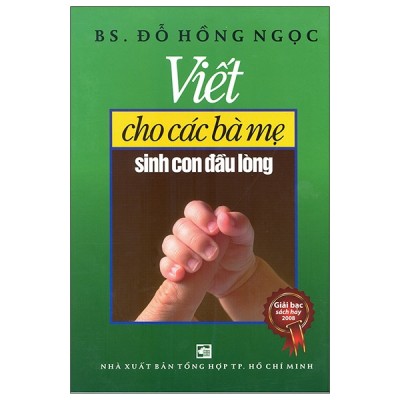 BS. ĐỖ HỒNG NGỌC
Viết
cho các bà mẹ
sinh con đầu lòng
Giải bạc
sách hay
2008
NHÀ XUẤT BẢN TỔNG HỢP TP. HỒ CHÍ MINH